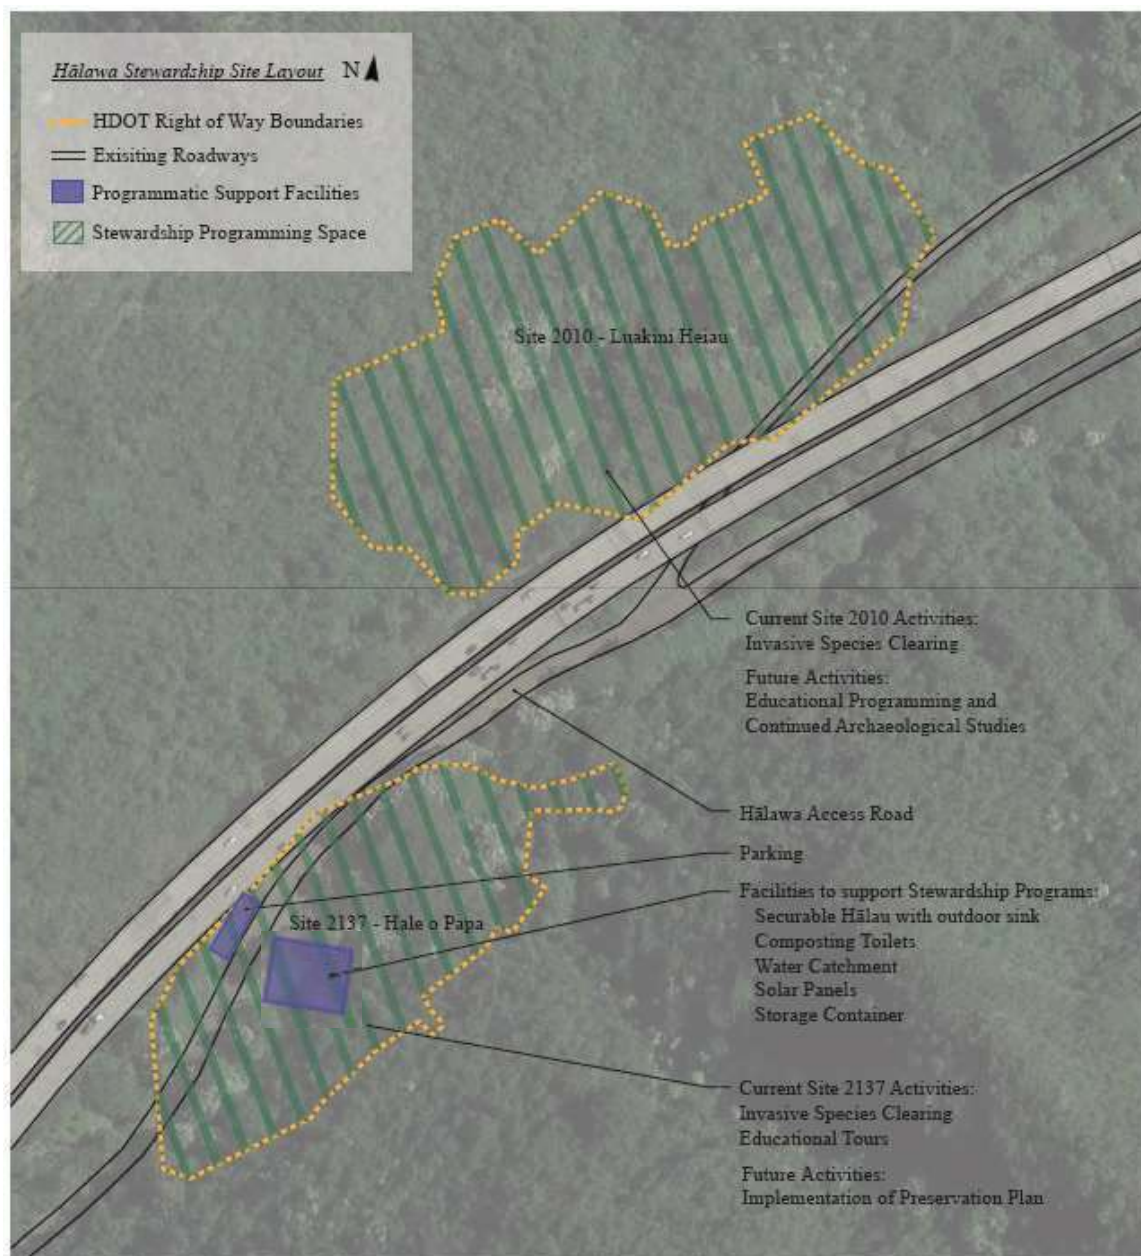 Hālawa Stewardship Site Layout N
HDOT Right of Way Boundaries
Exisiting Roadways
Programmatic Support Facilities
Stewardship Programming Space
Site 2010 - Luakini Heiau
Current Site 2010 Activities:
Invasive Species Clearing
Future Activities:
Educational Programming and
Continued Archaeological Studies
Hālawa Access Road
Parking
Site 2137 - Hale o Papa
Facilities to support Stewardship Programs:
Securable Hālau with outdoor sink
Composting Toilets
Water Catchment
Solar Panels
Storage Container
Current Site 2137 Activities:
Invasive Species Clearing
Educational Tours
Future Activities:
Implementation of Preservation Plan